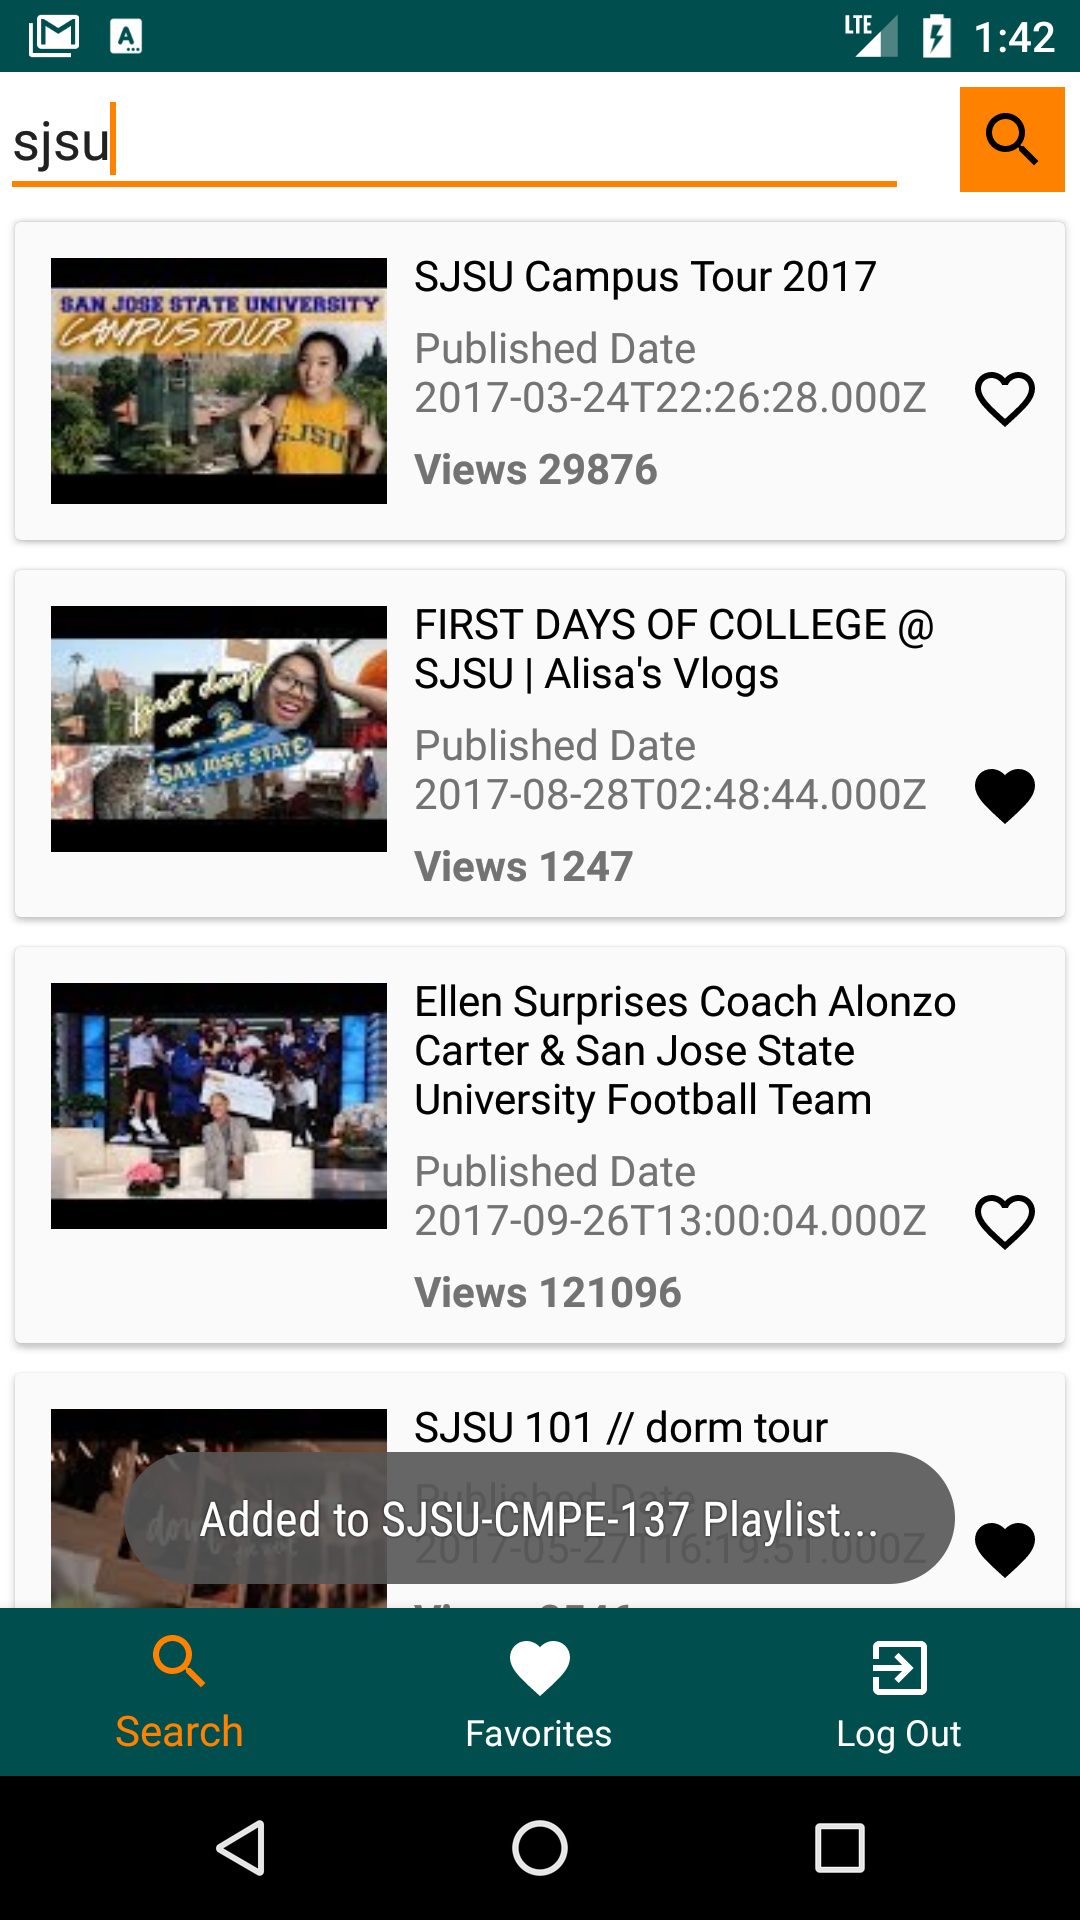 LTE 1:42
sjsu
SAN JOSE STATE UNIVERSITY
CAMPUS TOUR
SJSU
SJSU Campus Tour 2017
Published Date
2017-03-24T22:26:28.000Z
Views 29876
first days
at
SAN JOSE STATE
FIRST DAYS OF COLLEGE @
SJSU | Alisa's Vlogs
Published Date
2017-08-28T02:48:44.000Z
Views 1247
Ellen Surprises Coach Alonzo
Carter & San Jose State
University Football Team
Published Date
2017-09-26T13:00:04.000Z
Views 121096
SJSU 101 // dorm tour
Published Date
2017-05-27T16:19:51.000Z
Added to SJSU-CMPE-137 Playlist...
Search
Favorites
Log Out